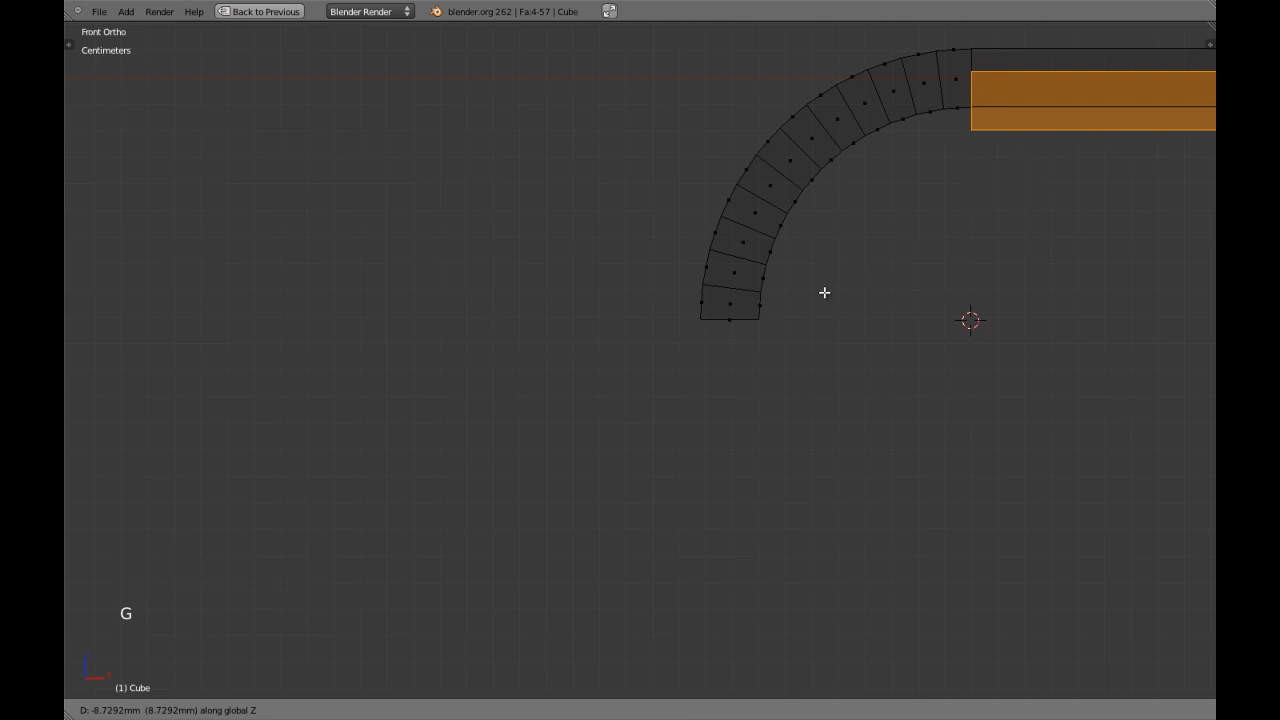 File Add Render Help Back to Previous Blender Render blender.org 262 | Fa:4-57 | Cube
Front Ortho
Centimeters
G
(1) Cube
D: -8.7292mm (8.7292mm) along global Z